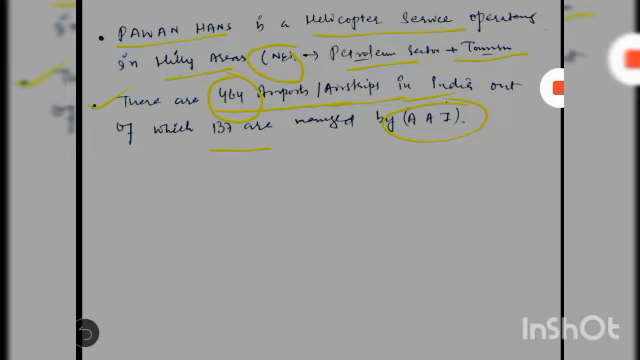 PAWAN HANS is a Helicopter Service operating
in Hilly Areas (NE) → Petroleum Sector + Tourism
There are 464 Airports/Airships in India out
of which 137 are managed by (AAI).
InShOt